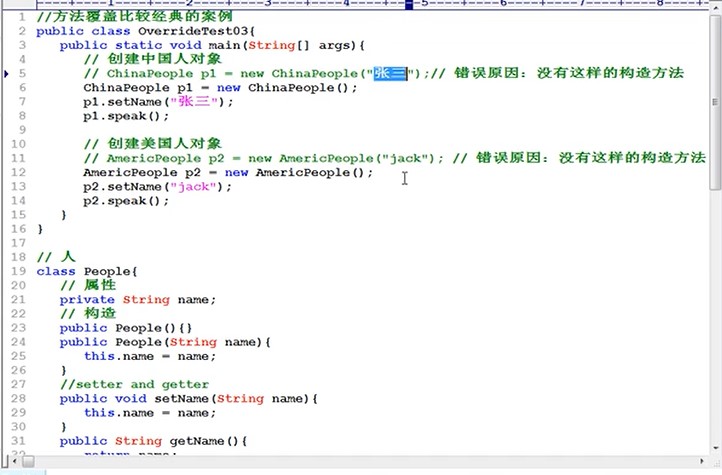 1 //方法覆盖比较经典的案例
2 public class OverrideTest03{
3 public static void main(String[] args){
4 // 创建中国人对象
5 // ChinaPeople p1 = new ChinaPeople("张三");// 错误原因：没有这样的构造方法
6 ChinaPeople p1 = new ChinaPeople();
7 p1.setName("张三");
8 p1.speak();
9
10 // 创建美国人对象
11 // AmericPeople p2 = new AmericPeople("jack"); // 错误原因：没有这样的构造方法
12 AmericPeople p2 = new AmericPeople();
13 p2.setName("jack");
14 p2.speak();
15 }
16 }
17
18 // 人
19 class People{
20 // 属性
21 private String name;
22 // 构造
23 public People(){}
24 public People(String name){
25 this.name = name;
26 }
27 //setter and getter
28 public void setName(String name){
29 this.name = name;
30 }
31 public String getName(){
32 return name;